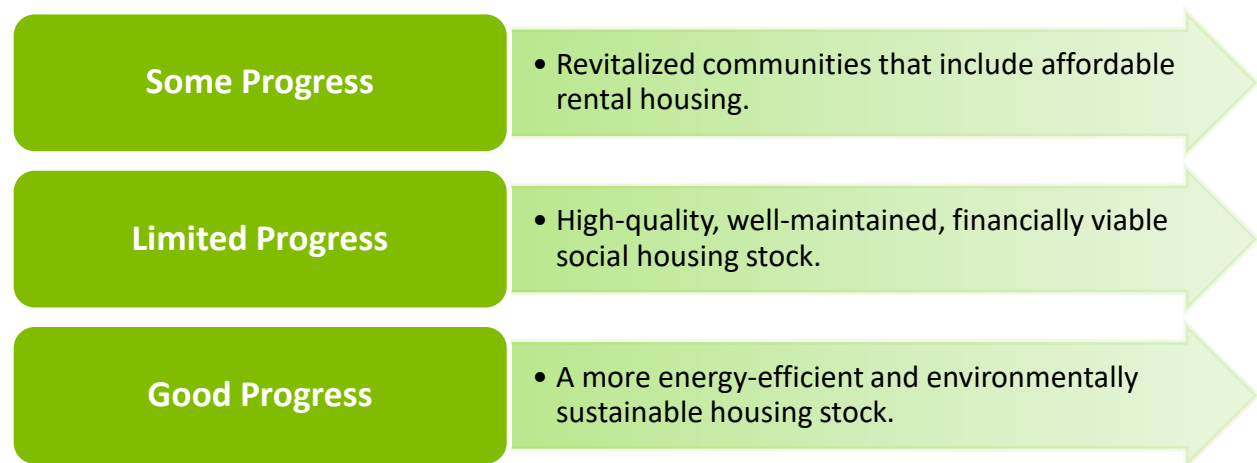 Some Progress
• Revitalized communities that include affordable
rental housing.
Limited Progress
• High-quality, well-maintained, financially viable
social housing stock.
Good Progress
• A more energy-efficient and environmentally
sustainable housing stock.